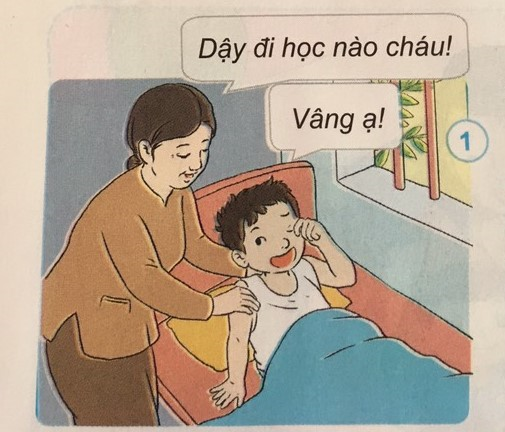 Dậy đi học nào cháu!
Vâng ạ!
1